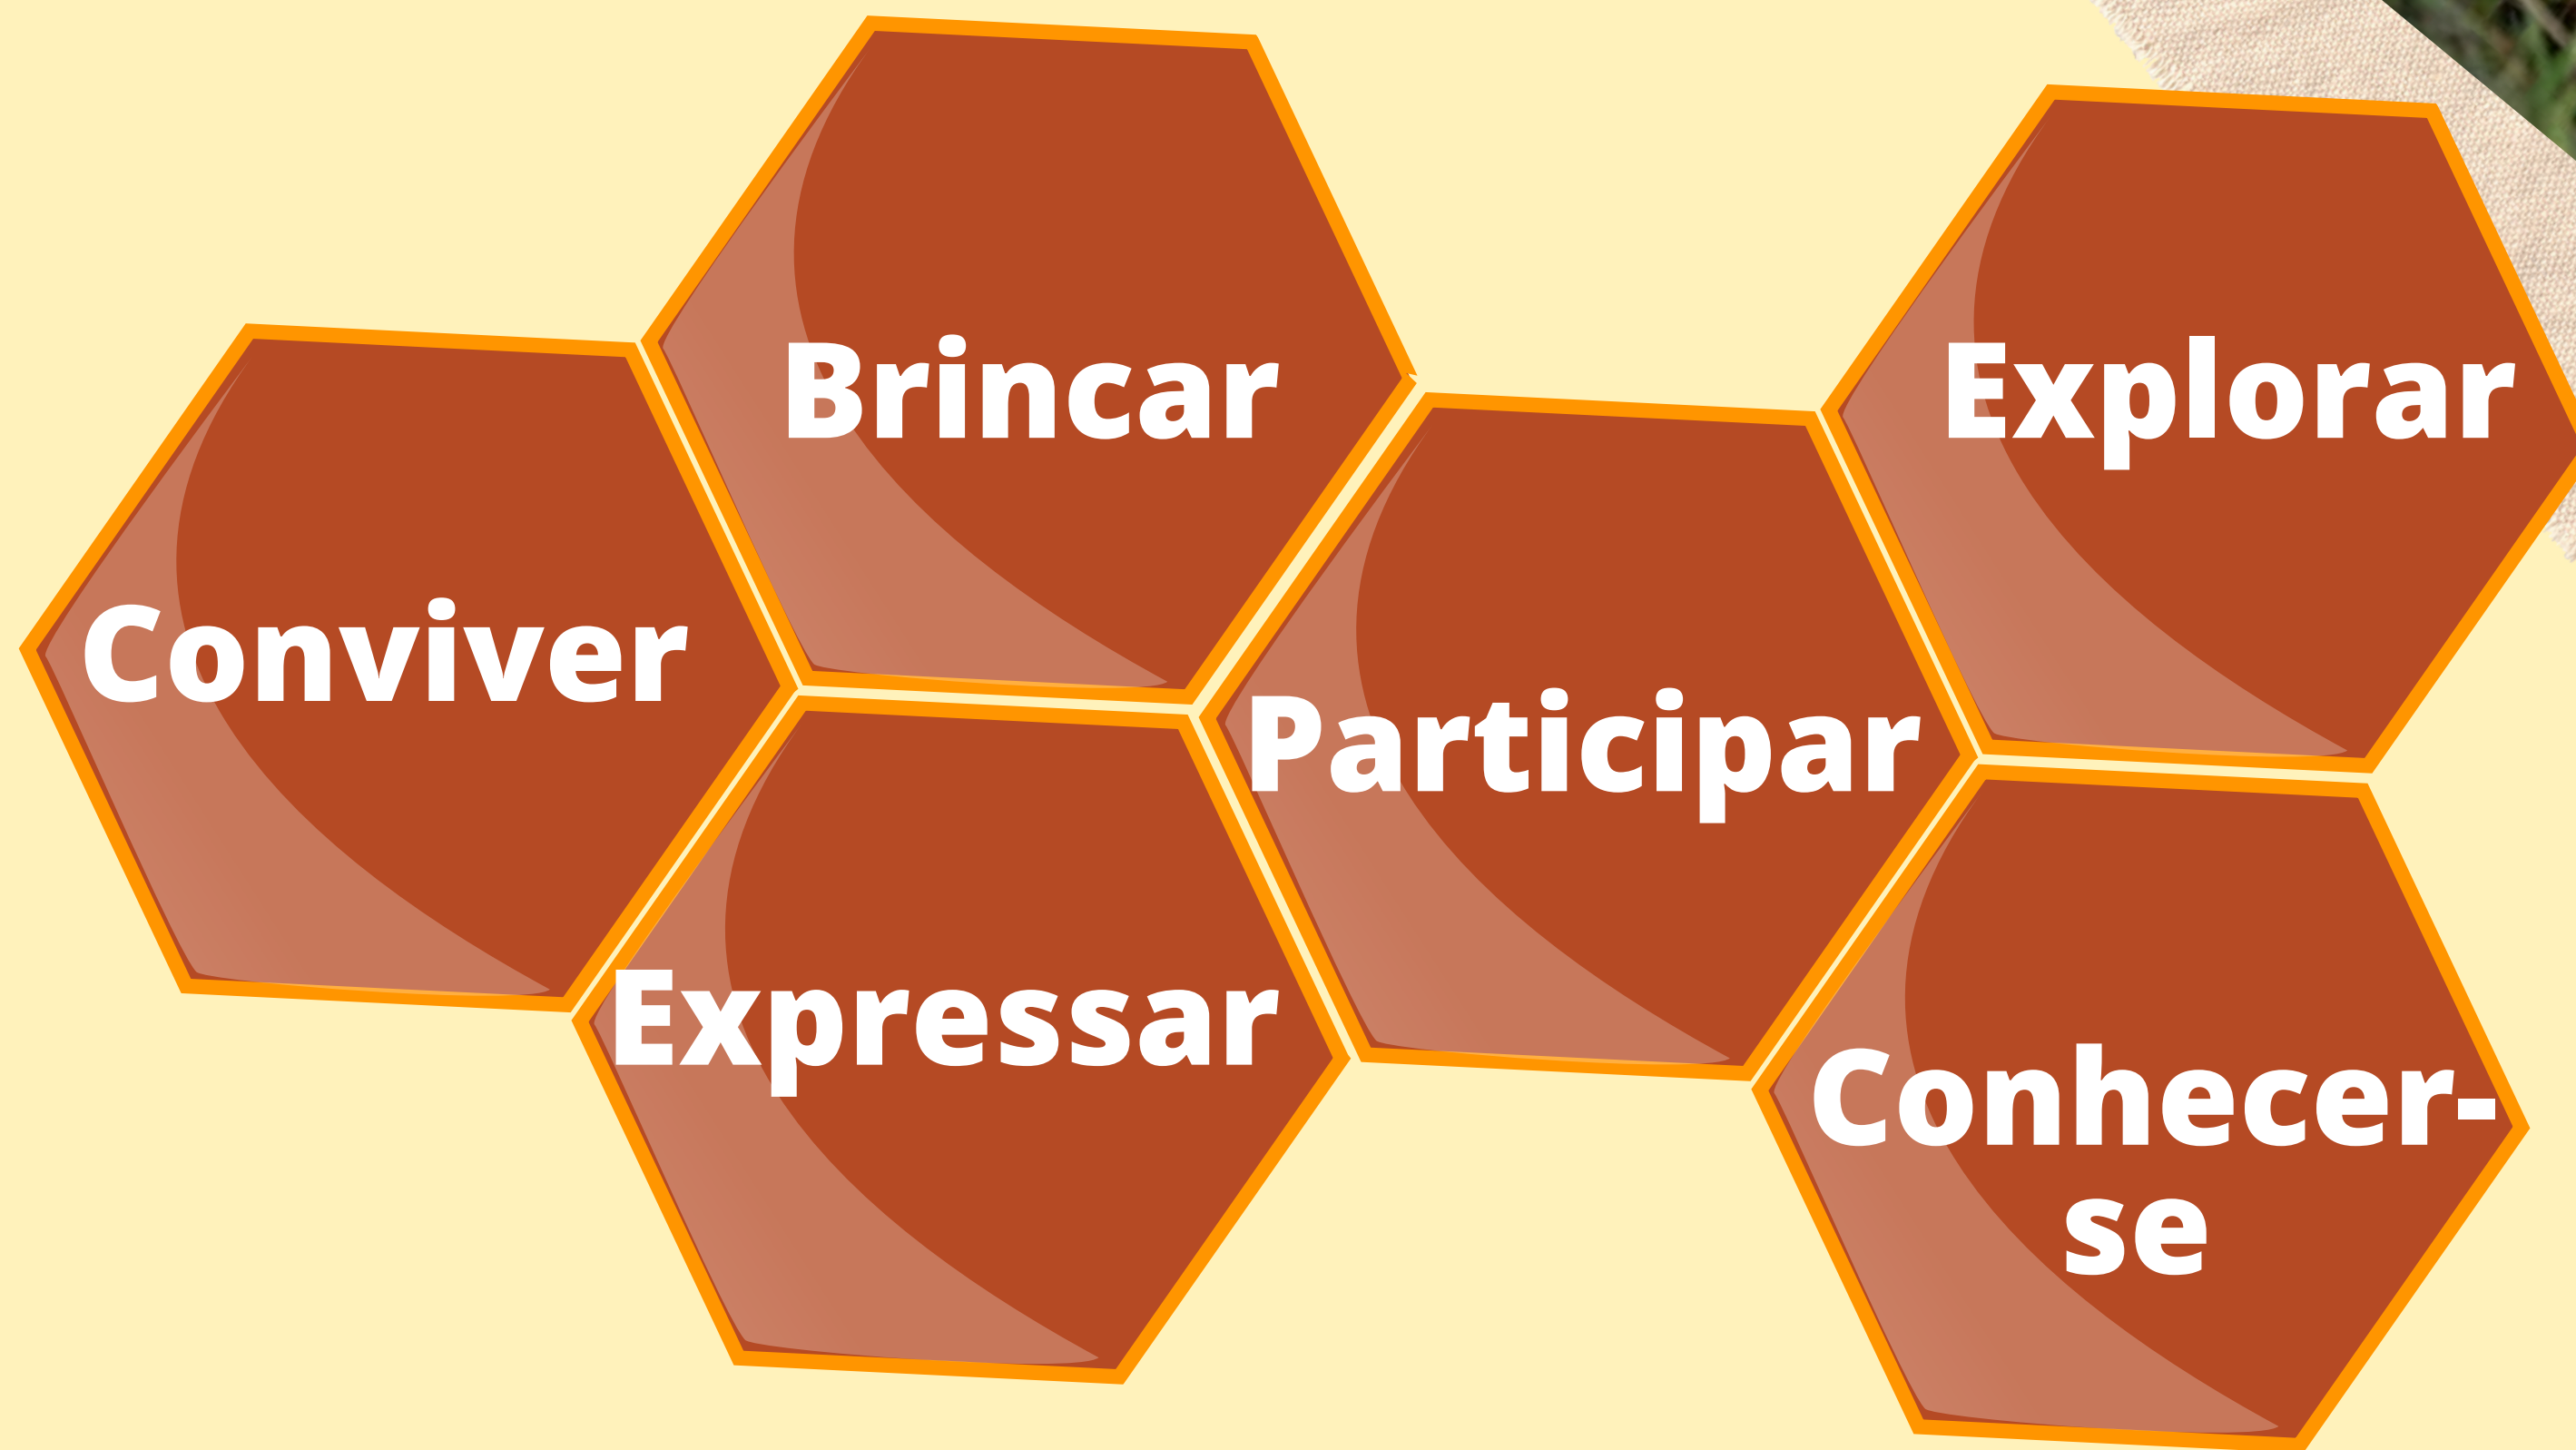 Brincar
Explorar
Conviver
Participar
Expressar
Conhecer-
se